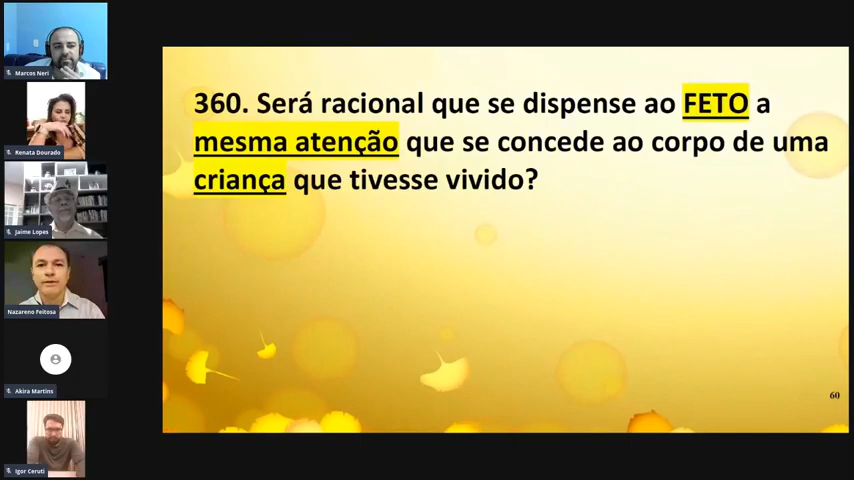 Marcos Neri
Renata Dourado
Jaime Lopes
Nazareno Feitosa
Akira Martins
Igor Ceruti
360. Será racional que se dispense ao FETO a
mesma atenção que se concede ao corpo de uma
criança que tivesse vivido?
60